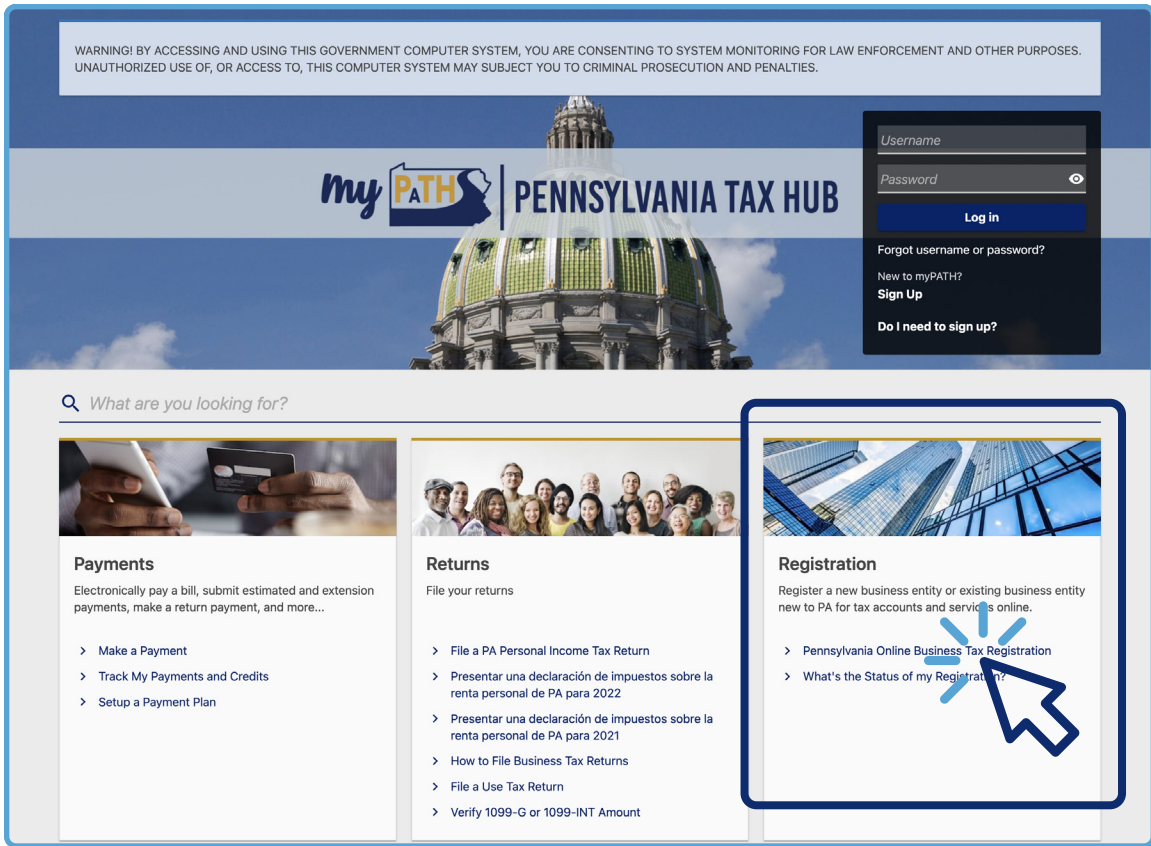 WARNING! BY ACCESSING AND USING THIS GOVERNMENT COMPUTER SYSTEM, YOU ARE CONSENTING TO SYSTEM MONITORING FOR LAW ENFORCEMENT AND OTHER PURPOSES.
UNAUTHORIZED USE OF, OR ACCESS TO, THIS COMPUTER SYSTEM MAY SUBJECT YOU TO CRIMINAL PROSECUTION AND PENALTIES.
my PATH PENNSYLVANIA TAX HUB
Username
Password
Log in
Forgot username or password?
New to myPATH?
Sign Up
Do I need to sign up?
What are you looking for?
Payments
Electronically pay a bill, submit estimated and extension
payments, make a return payment, and more...
> Make a Payment
> Track My Payments and Credits
> Setup a Payment Plan
Returns
File your returns
> File a PA Personal Income Tax Return
> Presentar una declaración de impuestos sobre la
renta personal de PA para 2022
> Presentar una declaración de impuestos sobre la
renta personal de PA para 2021
> How to File Business Tax Returns
> File a Use Tax Return
> Verify 1099-G or 1099-INT Amount
Registration
Register a new business entity or existing business entity
new to PA for tax accounts and services online.
> Pennsylvania Online Business Tax Registration
> What's the Status of my Registration?